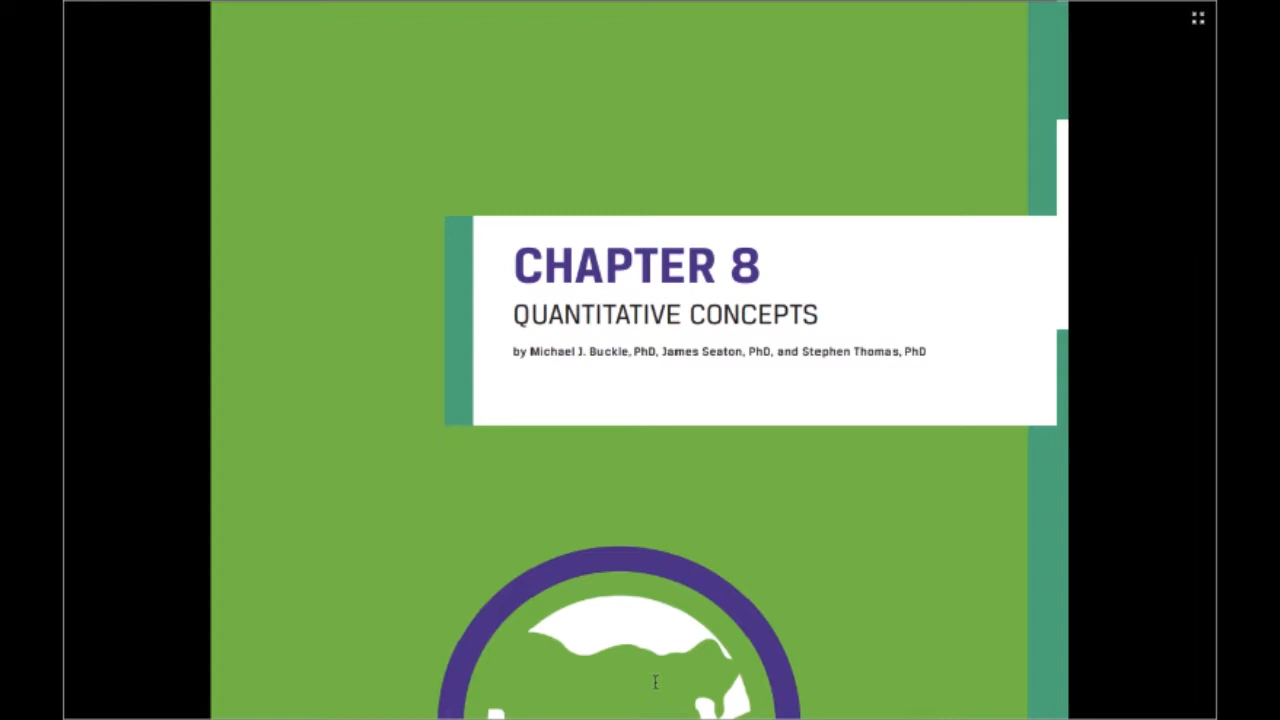 CHAPTER 8
QUANTITATIVE CONCEPTS
by Michael J. Buckle, PhD, James Seaton, PhD, and Stephen Thomas, PhD